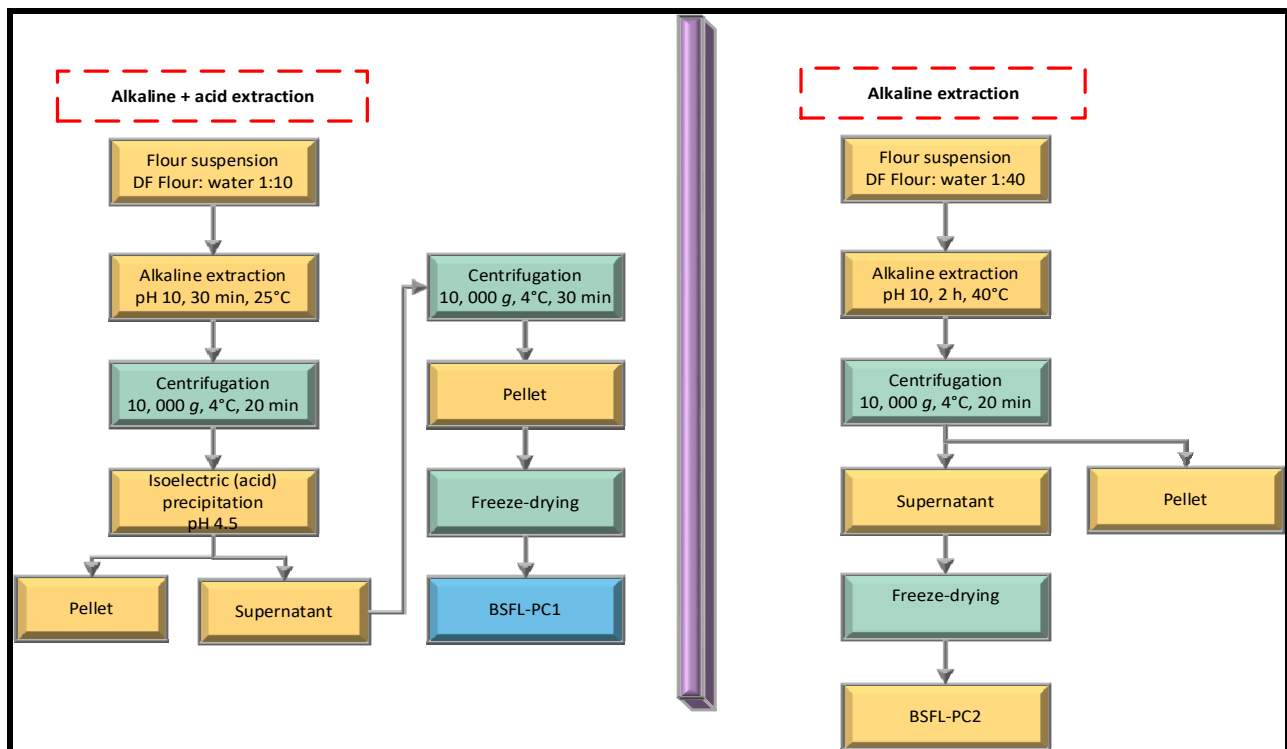 Alkaline + acid extraction
Flour suspension
DF Flour: water 1:10
Alkaline extraction
pH 10, 30 min, 25°C
Centrifugation
10, 000 g, 4°C, 20 min
Isoelectric (acid)
precipitation
pH 4.5
Pellet
Supernatant
Centrifugation
10, 000 g, 4°C, 30 min
Pellet
Freeze-drying
BSFL-PC1
Alkaline extraction
Flour suspension
DF Flour: water 1:40
Alkaline extraction
pH 10, 2 h, 40°C
Centrifugation
10, 000 g, 4°C, 20 min
Supernatant
Pellet
Freeze-drying
BSFL-PC2